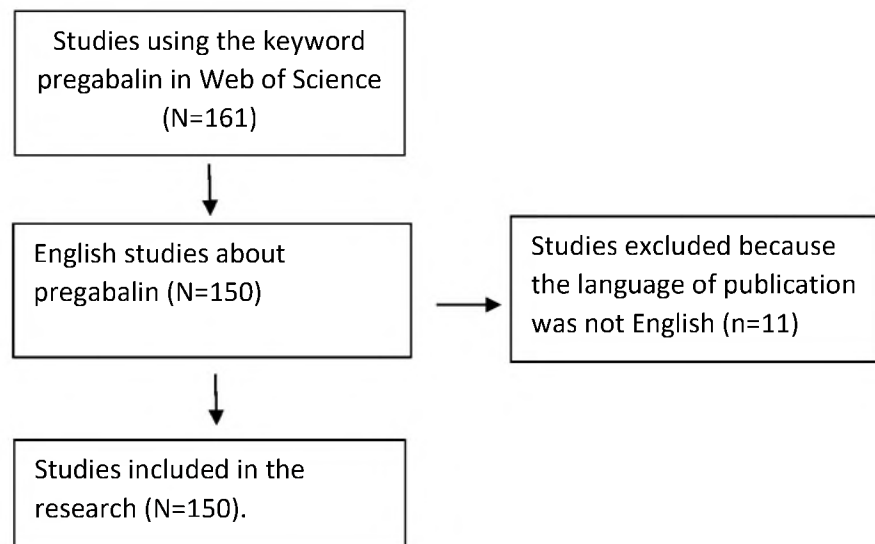 Studies using the keyword
pregabalin in Web of Science
(N=161)
English studies about
pregabalin (N=150)
Studies excluded because
the language of publication
was not English (n=11)
Studies included in the
research (N=150).